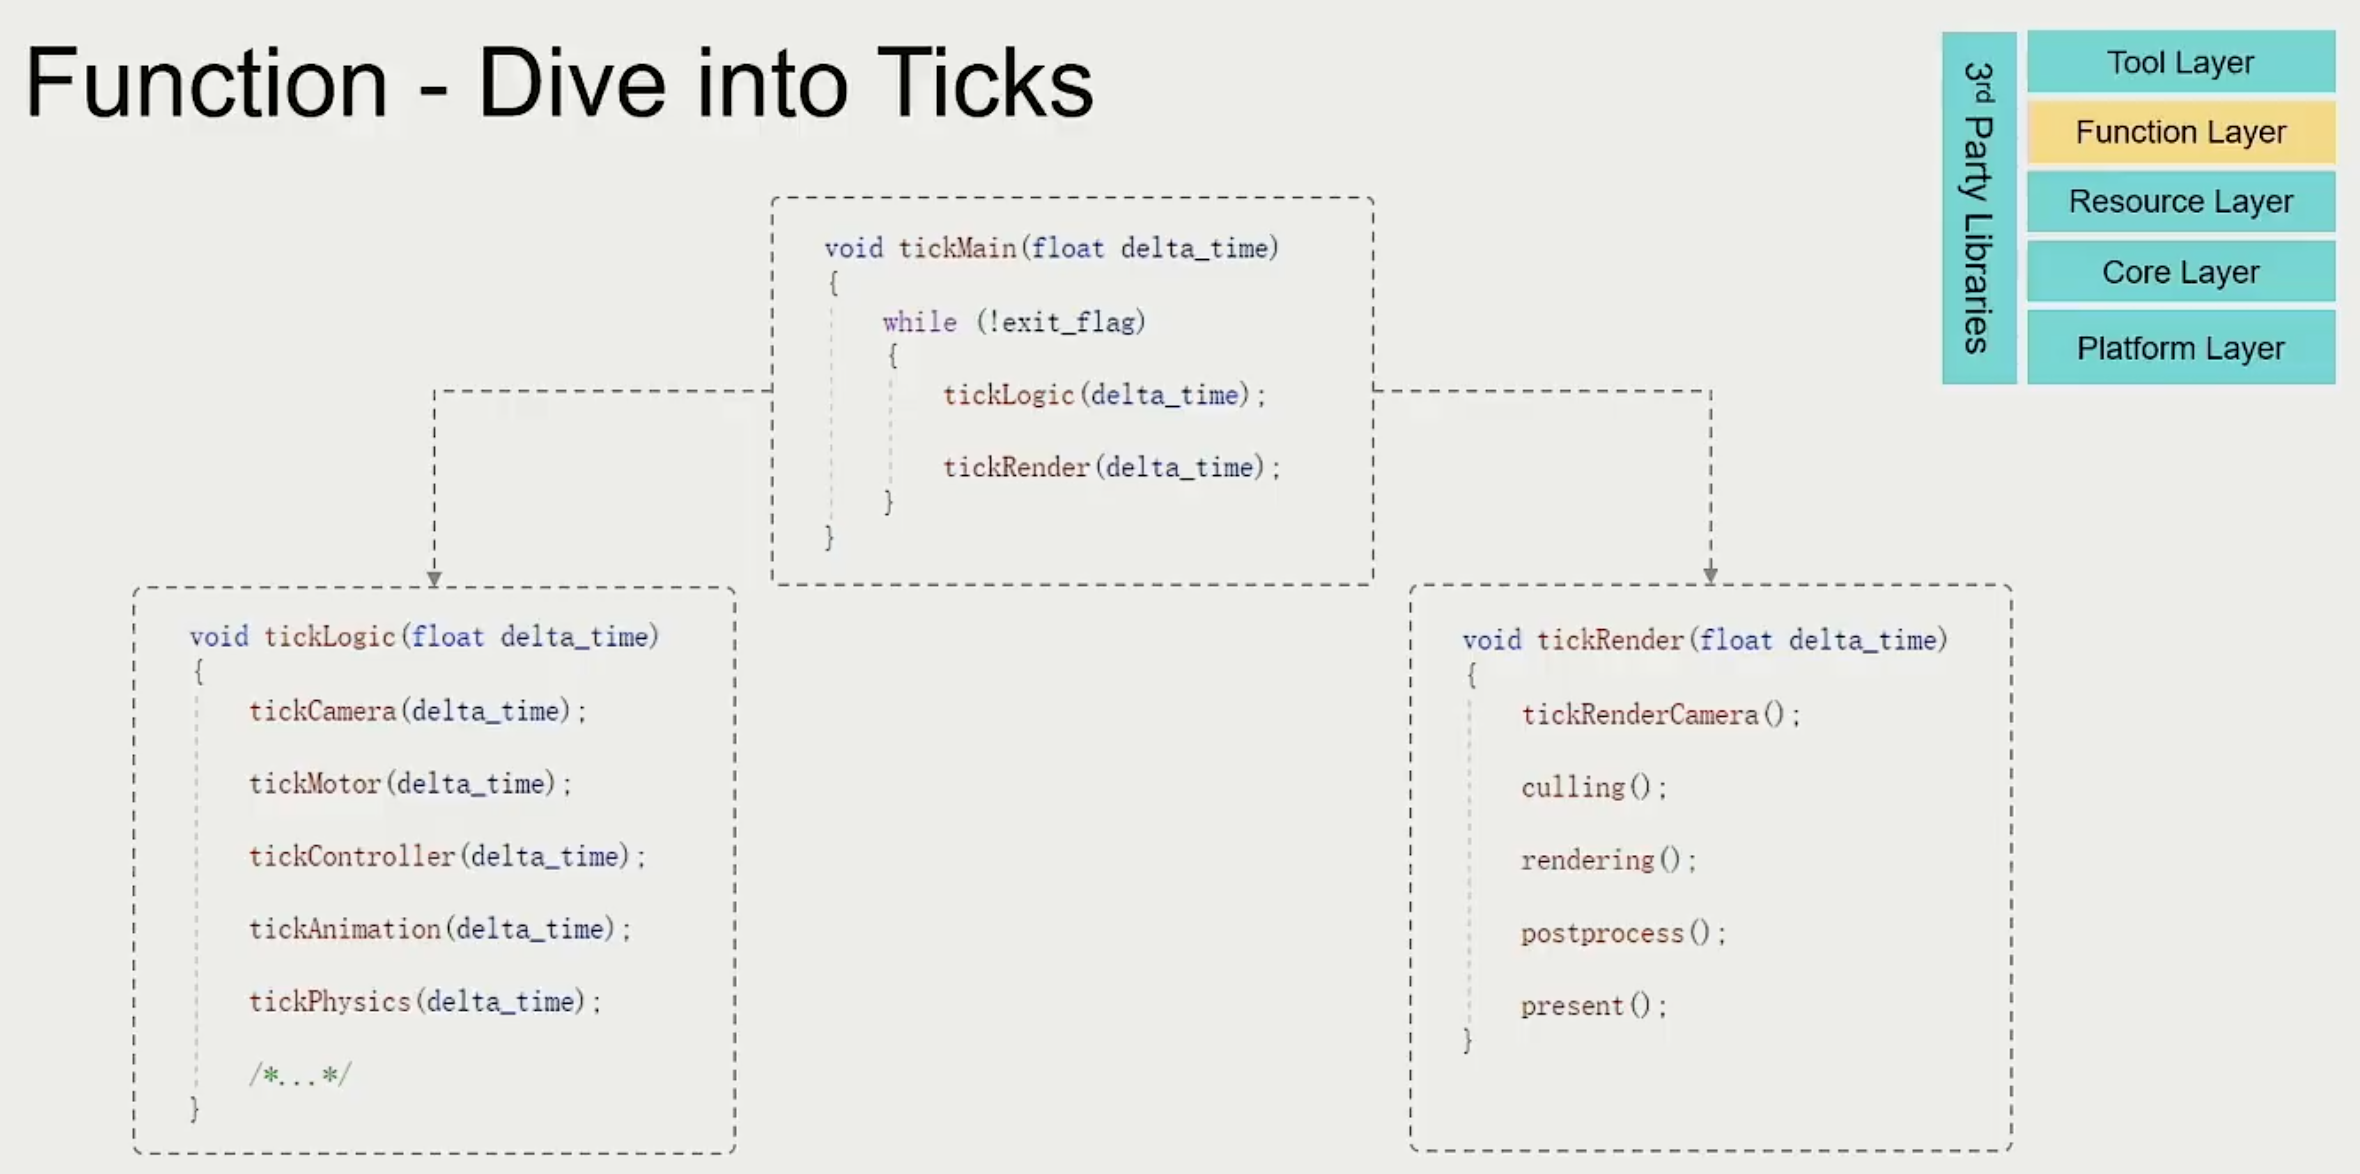 Function - Dive into Ticks
3rd Party Libraries
Tool Layer
Function Layer
Resource Layer
Core Layer
Platform Layer
void tickMain(float delta_time)
{
while (!exit_flag)
{
tickLogic(delta_time);
tickRender(delta_time);
}
}
void tickLogic(float delta_time)
{
tickCamera(delta_time);
tickMotor(delta_time);
tickController(delta_time);
tickAnimation(delta_time);
tickPhysics(delta_time);
/*...*/
}
void tickRender(float delta_time)
{
tickRenderCamera();
culling();
rendering();
postprocess();
present();
}